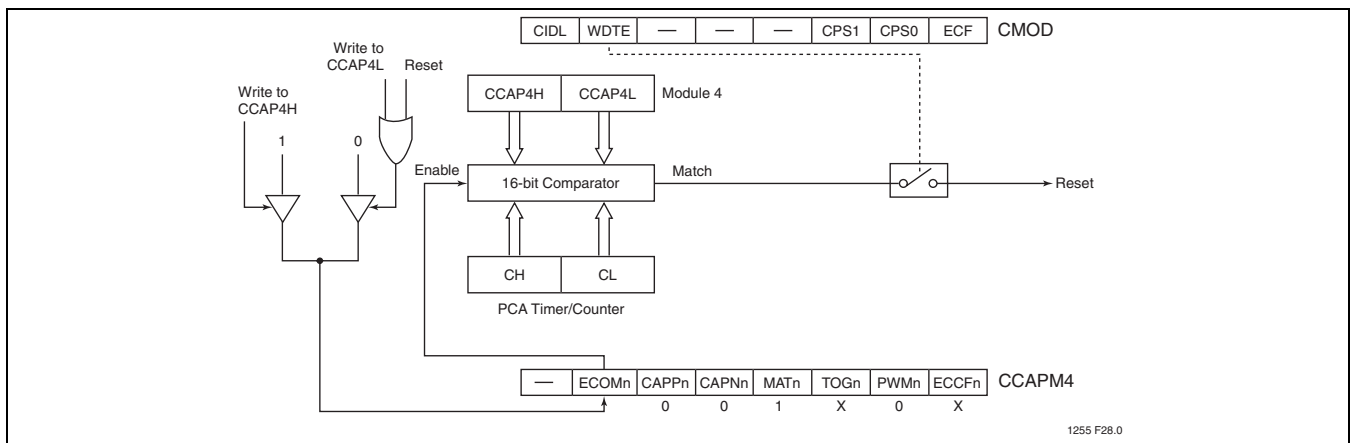 CIDL WDTE — — — CPS1 CPS0 ECF CMOD
Write to
CCAP4L Reset
Write to
CCAP4H
CCAP4H CCAP4L Module 4
1 0
Enable 16-bit Comparator Match Reset
CH CL
PCA Timer/Counter
— ECOMn CAPPn CAPNn MATn TOGn PWMn ECCFn CCAPM4
0 0 1 X 0 X
1255 F28.0